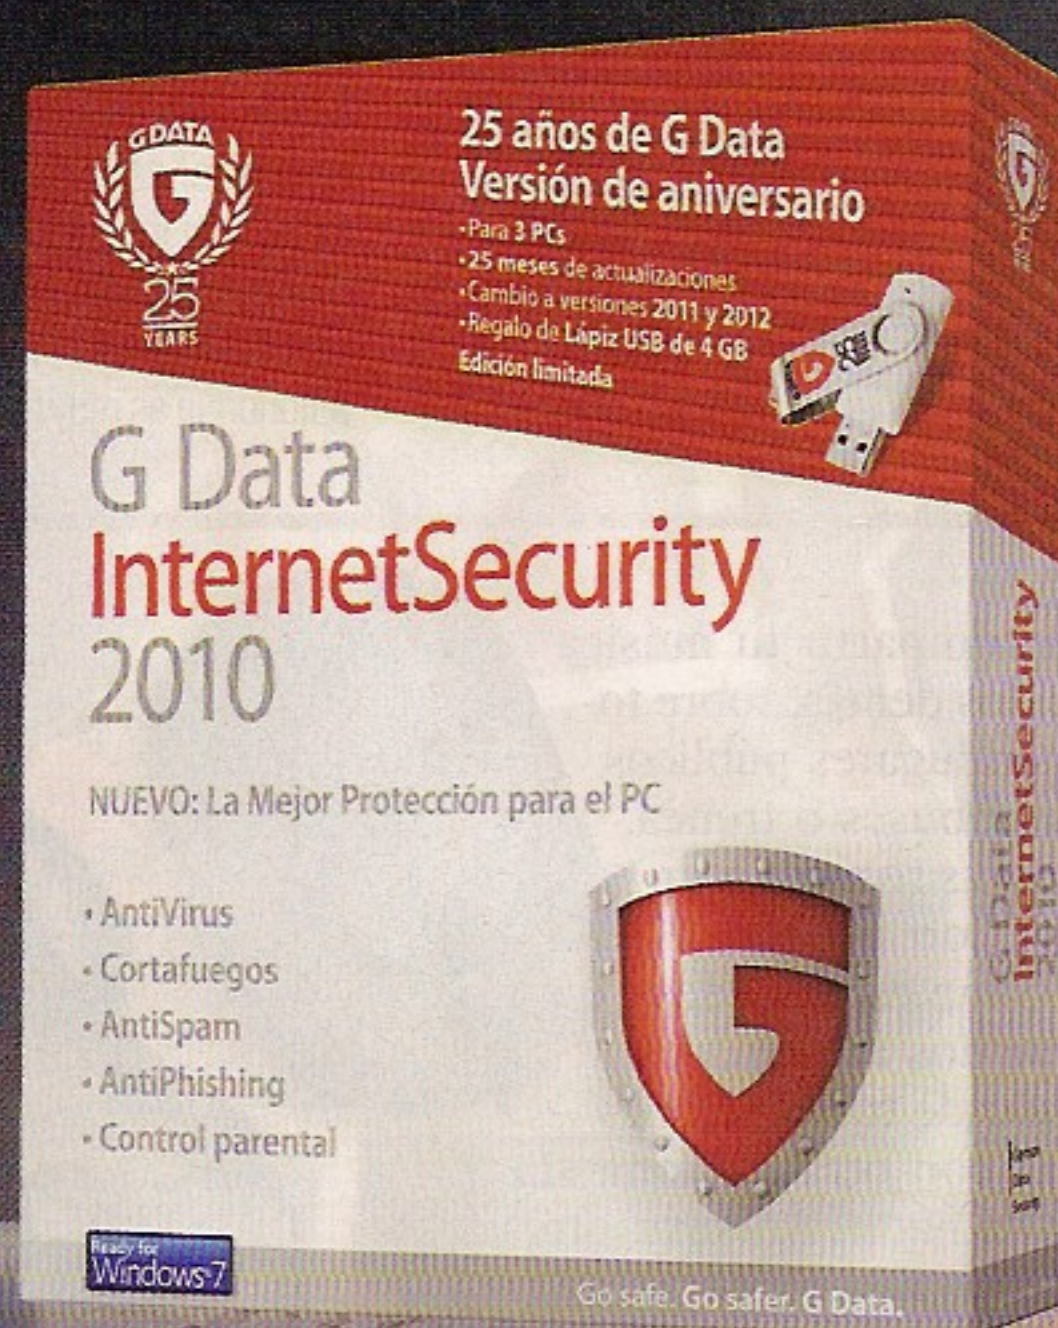 GDATA
G
25
YEARS
25 años de G Data
Versión de aniversario
•Para 3 PCs
•25 meses de actualizaciones
•Cambio a versiones 2011 y 2012
•Regalo de Lápiz USB de 4 GB
Edición limitada
G Data
InternetSecurity
2010
NUEVO: La Mejor Protección para el PC
• AntiVirus
• Cortafuegos
• AntiSpam
• AntiPhishing
• Control parental
Ready for
Windows 7
Go safe. Go safer. G Data.
G Data
InternetSecurity
2010